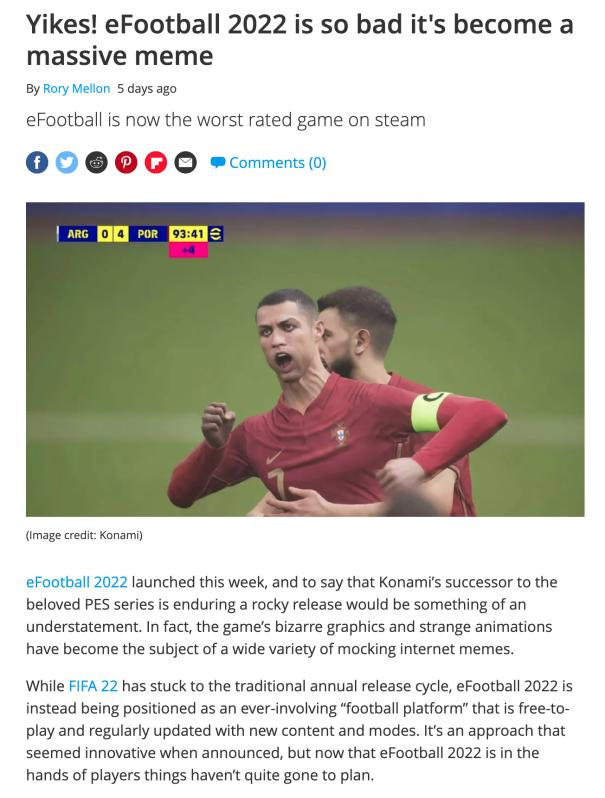 Yikes! eFootball 2022 is so bad it's become a
massive meme
By Rory Mellon 5 days ago
eFootball is now the worst rated game on steam
Comments (0)
ARG 0 4 POR 93:41
+4
C
7
(Image credit: Konami)
eFootball 2022 launched this week, and to say that Konami’s successor to the
beloved PES series is enduring a rocky release would be something of an
understatement. In fact, the game’s bizarre graphics and strange animations
have become the subject of a wide variety of mocking internet memes.
While FIFA 22 has stuck to the traditional annual release cycle, eFootball 2022 is
instead being positioned as an ever-involving “football platform” that is free-to-
play and regularly updated with new content and modes. It’s an approach that
seemed innovative when announced, but now that eFootball 2022 is in the
hands of players things haven’t quite gone to plan.